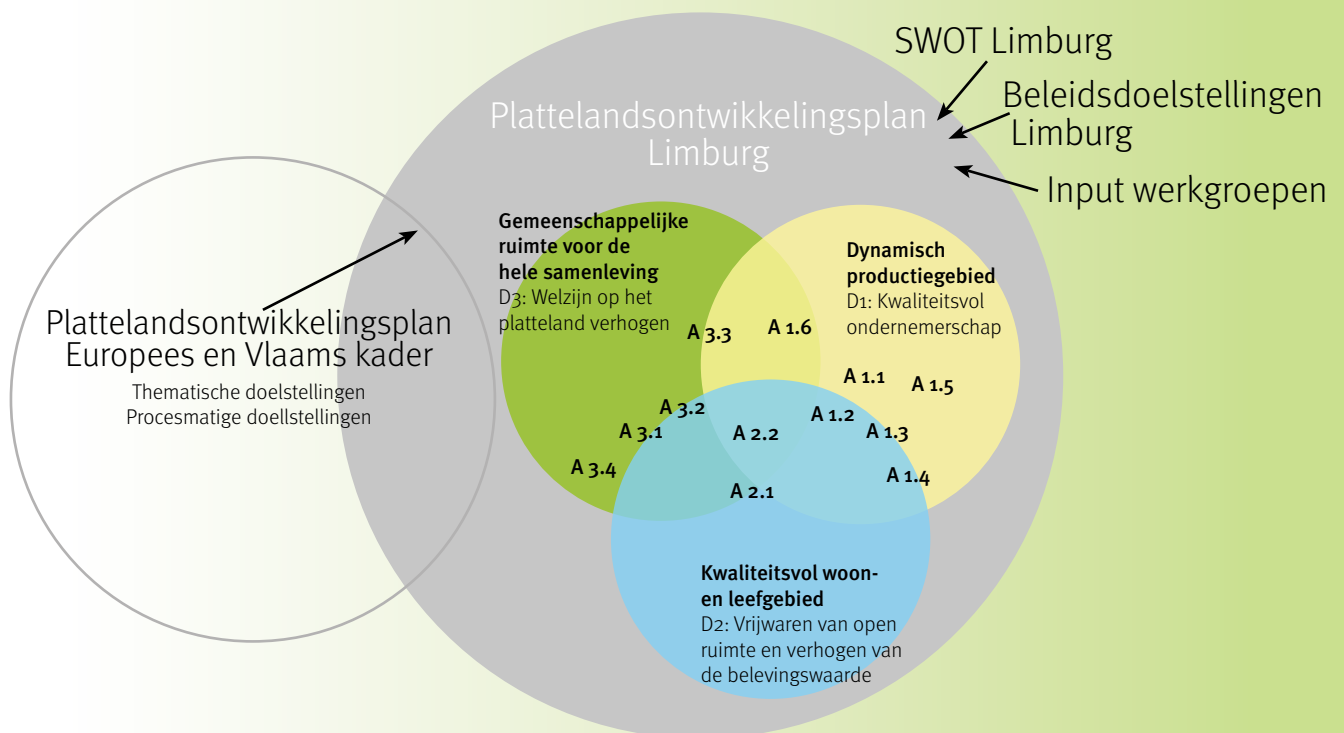 SWOT Limburg
Beleidsdoelstellingen
Limburg
Input werkgroepen
Plattelandsontwikkelingsplan
Limburg
Gemeenschappelijke
ruimte voor de
hele samenleving
D3: Welzijn op het
platteland verhogen
Dynamisch
productiegebied
D1: Kwaliteitsvol
ondernemerschap
Plattelandsontwikkelingsplan
Europees en Vlaams kader
Thematische doelstellingen
Procesmatige doellstellingen
A 3.3
A 1.6
A 1.1
A 1.5
A 3.2
A 1.2
A 3.1
A 2.2
A 1.3
A 3.4
A 1.4
A 2.1
Kwaliteitsvol woon-
en leefgebied
D2: Vrijwaren van open
ruimte en verhogen van
de belevingswaarde